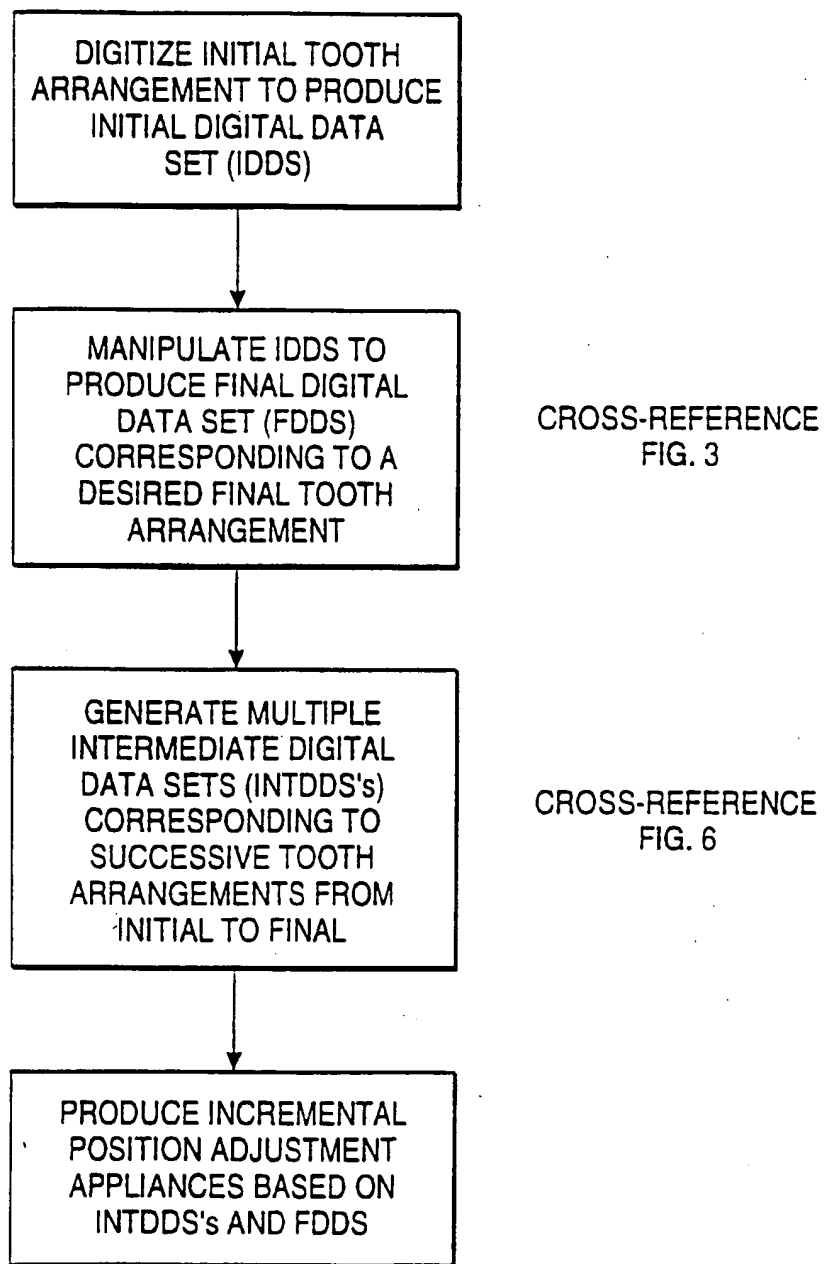 DIGITIZE INITIAL TOOTH
ARRANGEMENT TO PRODUCE
INITIAL DIGITAL DATA
SET (IDDS)
MANIPULATE IDDS TO
PRODUCE FINAL DIGITAL
DATA SET (FDDS)
CORRESPONDING TO A
DESIRED FINAL TOOTH
ARRANGEMENT
CROSS-REFERENCE
FIG. 3
GENERATE MULTIPLE
INTERMEDIATE DIGITAL
DATA SETS (INTDDS's)
CORRESPONDING TO
SUCCESSIVE TOOTH
ARRANGEMENTS FROM
INITIAL TO FINAL
CROSS-REFERENCE
FIG. 6
PRODUCE INCREMENTAL
POSITION ADJUSTMENT
APPLIANCES BASED ON
INTDDS's AND FDDS